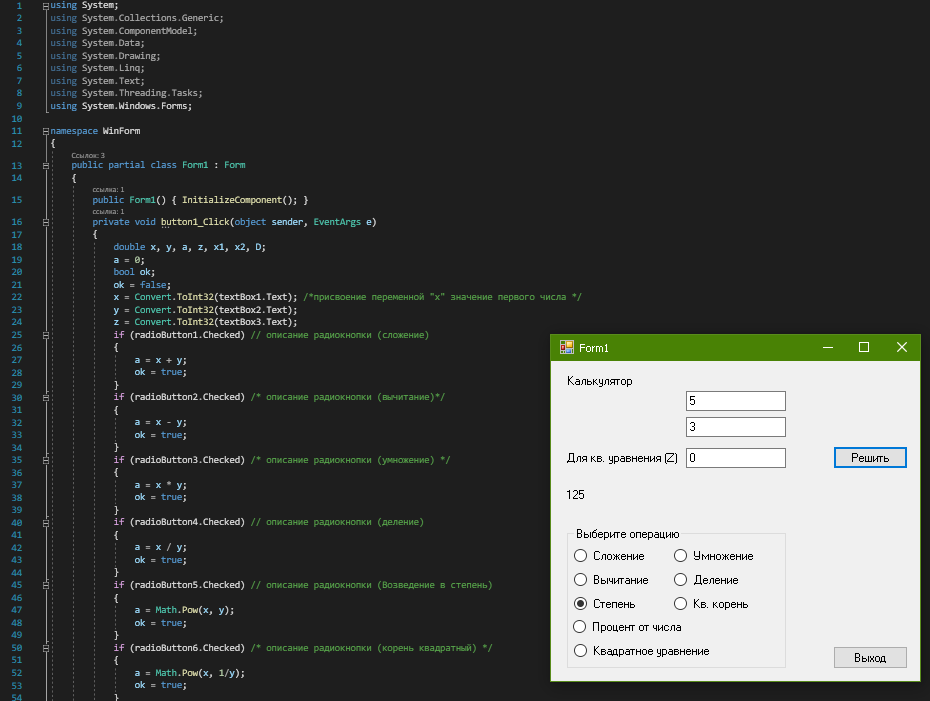 1 using System;
2 using System.Collections.Generic;
3 using System.ComponentModel;
4 using System.Data;
5 using System.Drawing;
6 using System.Linq;
7 using System.Text;
8 using System.Threading.Tasks;
9 using System.Windows.Forms;
10
11 namespace WinForm
12 {
Ссылок: 3
13 public partial class Form1 : Form
14 {
ссылка: 1
15 public Form1() { InitializeComponent(); }
ссылка: 1
16 private void button1_Click(object sender, EventArgs e)
17 {
18 double x, y, a, z, x1, x2, D;
19 a = 0;
20 bool ok;
21 ok = false;
22 x = Convert.ToInt32(textBox1.Text); /*присвоение переменной "x" значение первого числа */
23 y = Convert.ToInt32(textBox2.Text);
24 z = Convert.ToInt32(textBox3.Text);
25 if (radioButton1.Checked) // описание радиокнопки (сложение)
26 {
27 a = x + y;
28 ok = true;
29 }
30 if (radioButton2.Checked) /* описание радиокнопки (вычитание)*/
31 {
32 a = x - y;
33 ok = true;
34 }
35 if (radioButton3.Checked) /* описание радиокнопки (умножение) */
36 {
37 a = x * y;
38 ok = true;
39 }
40 if (radioButton4.Checked) // описание радиокнопки (деление)
41 {
42 a = x / y;
43 ok = true;
44 }
45 if (radioButton5.Checked) // описание радиокнопки (Возведение в степень)
46 {
47 a = Math.Pow(x, y);
48 ok = true;
49 }
50 if (radioButton6.Checked) /* описание радиокнопки (корень квадратный) */
51 {
52 a = Math.Pow(x, 1/y);
53 ok = true;
54 }
Form1
Калькулятор
5
3
Для кв. уравнения (Z) 0 Решить
125
Выберите операцию
Сложение Умножение
Вычитание Деление
Степень Кв. корень
Процент от числа
Квадратное уравнение
Выход